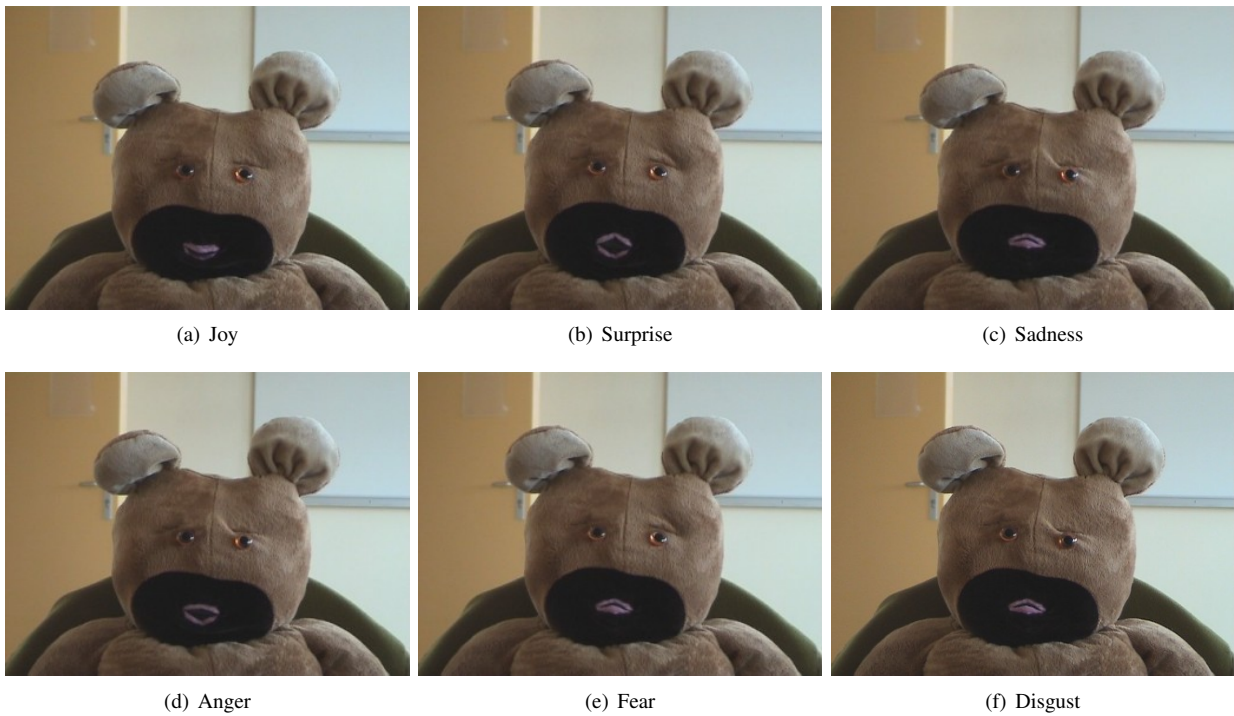 (a) Joy
(b) Surprise
(c) Sadness
(d) Anger
(e) Fear
(f) Disgust